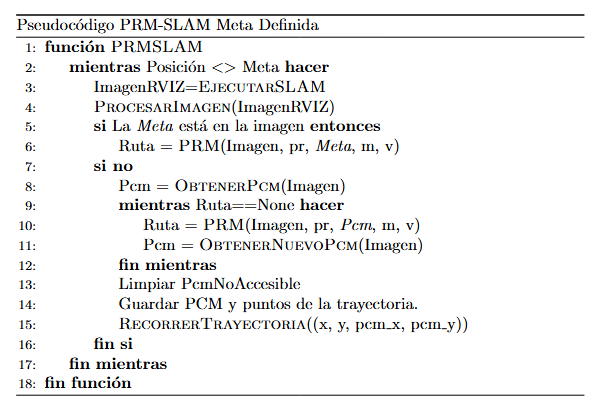 Pseudocódigo PRM-SLAM Meta Definida
1: función PRMSLAM
2: mientras Posición <> Meta hacer
3: ImagenRVIZ=EjecutarSLAM
4: ProcesarImagen(ImagenRVIZ)
5: si La Meta está en la imagen entonces
6: Ruta = PRM(Imagen, pr, Meta, m, v)
7: si no
8: Pcm = ObtenerPcm(Imagen)
9: mientras Ruta==None hacer
10: Ruta = PRM(Imagen, pr, Pcm, m, v)
11: Pcm = ObtenerNuevoPcm(Imagen)
12: fin mientras
13: Limpiar PcmNoAccesible
14: Guardar PCM y puntos de la trayectoria.
15: RecorrerTrayectoria((x, y, pcm_x, pcm_y))
16: fin si
17: fin mientras
18: fin función